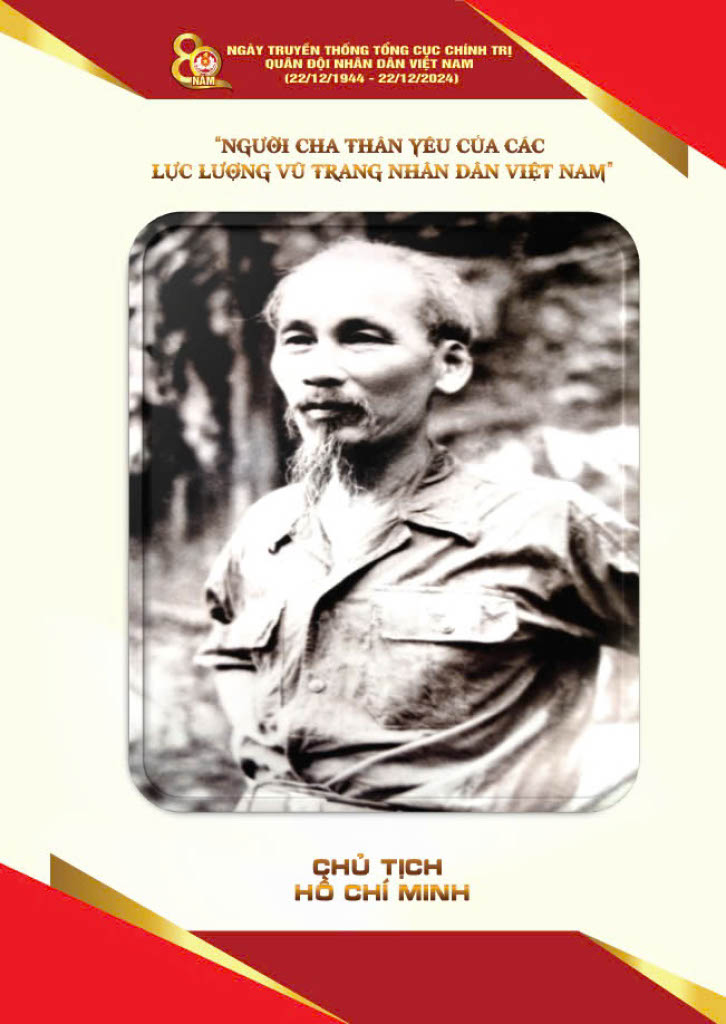 80
NĂM
NGÀY TRUYỀN THỐNG TỔNG CỤC CHÍNH TRỊ
QUÂN ĐỘI NHÂN DÂN VIỆT NAM
(22/12/1944 - 22/12/2024)
"NGƯỜI CHA THÂN YÊU CỦA CÁC
LỰC LƯỢNG VŨ TRANG NHÂN DÂN VIỆT NAM"
CHỦ TỊCH
HỒ CHÍ MINH